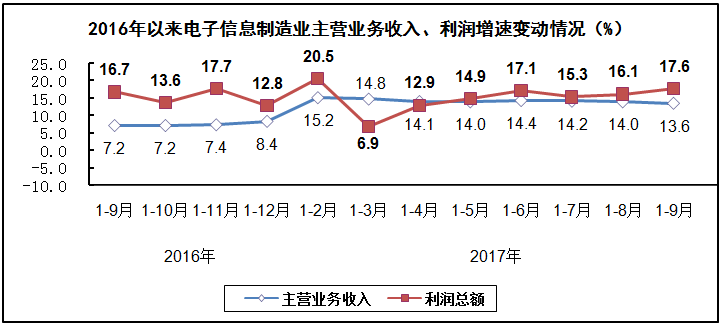 2016年以来电子信息制造业主营业务收入、利润增速变动情况（%）
25.0
20.0
15.0
10.0
5.0
0.0
-5.0
-10.0
16.7 13.6 17.7 12.8 20.5 6.9 12.9 14.9 17.1 15.3 16.1 17.6
7.2 7.2 7.4 8.4 15.2 14.8 14.1 14.0 14.4 14.2 14.0 13.6
1-9月 1-10月 1-11月 1-12月 1-2月 1-3月 1-4月 1-5月 1-6月 1-7月 1-8月 1-9月
2016年 2017年
主营业务收入 利润总额